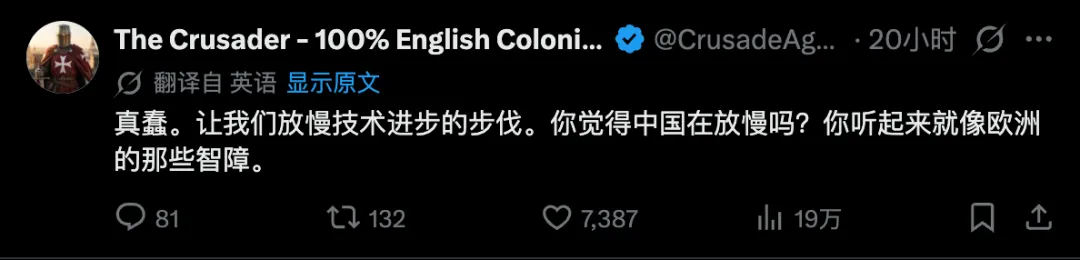 The Crusader - 100% English Coloni... @CrusadeAg... · 20小时
翻译自 英语 显示原文
真蠢。让我们放慢技术进步的步伐。你觉得中国在放慢吗？你听起来就像欧洲
的那些智障。
81 132 7,387 19万